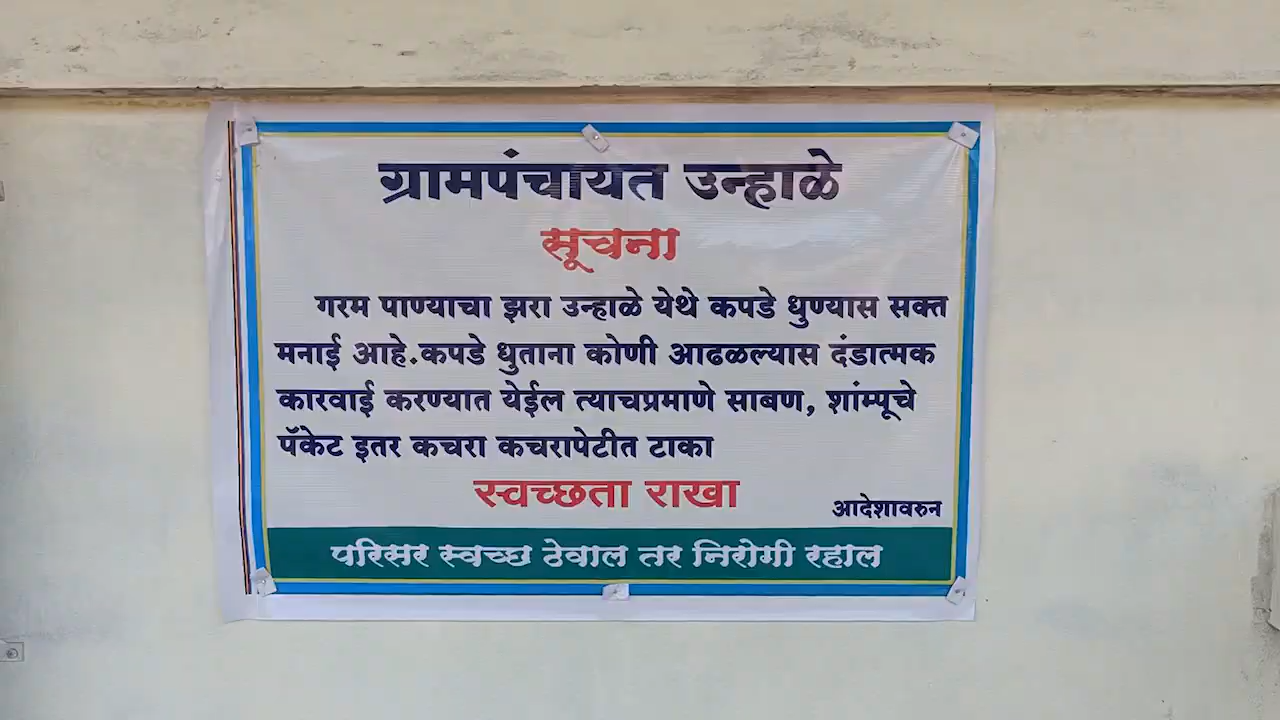 ग्रामपंचायत उन्हाळे
सूचना
गरम पाण्याचा झरा उन्हाळे येथे कपडे धुण्यास सक्त
मनाई आहे.कपडे धुताना कोणी आढळल्यास दंडात्मक
कारवाई करण्यात येईल त्याचप्रमाणे साबण, शांम्पूचे
पॅकेट इतर कचरा कचरापेटीत टाका
स्वच्छता राखा
आदेशावरुन
परिसर स्वच्छ ठेवाल तर निरोगी रहाल